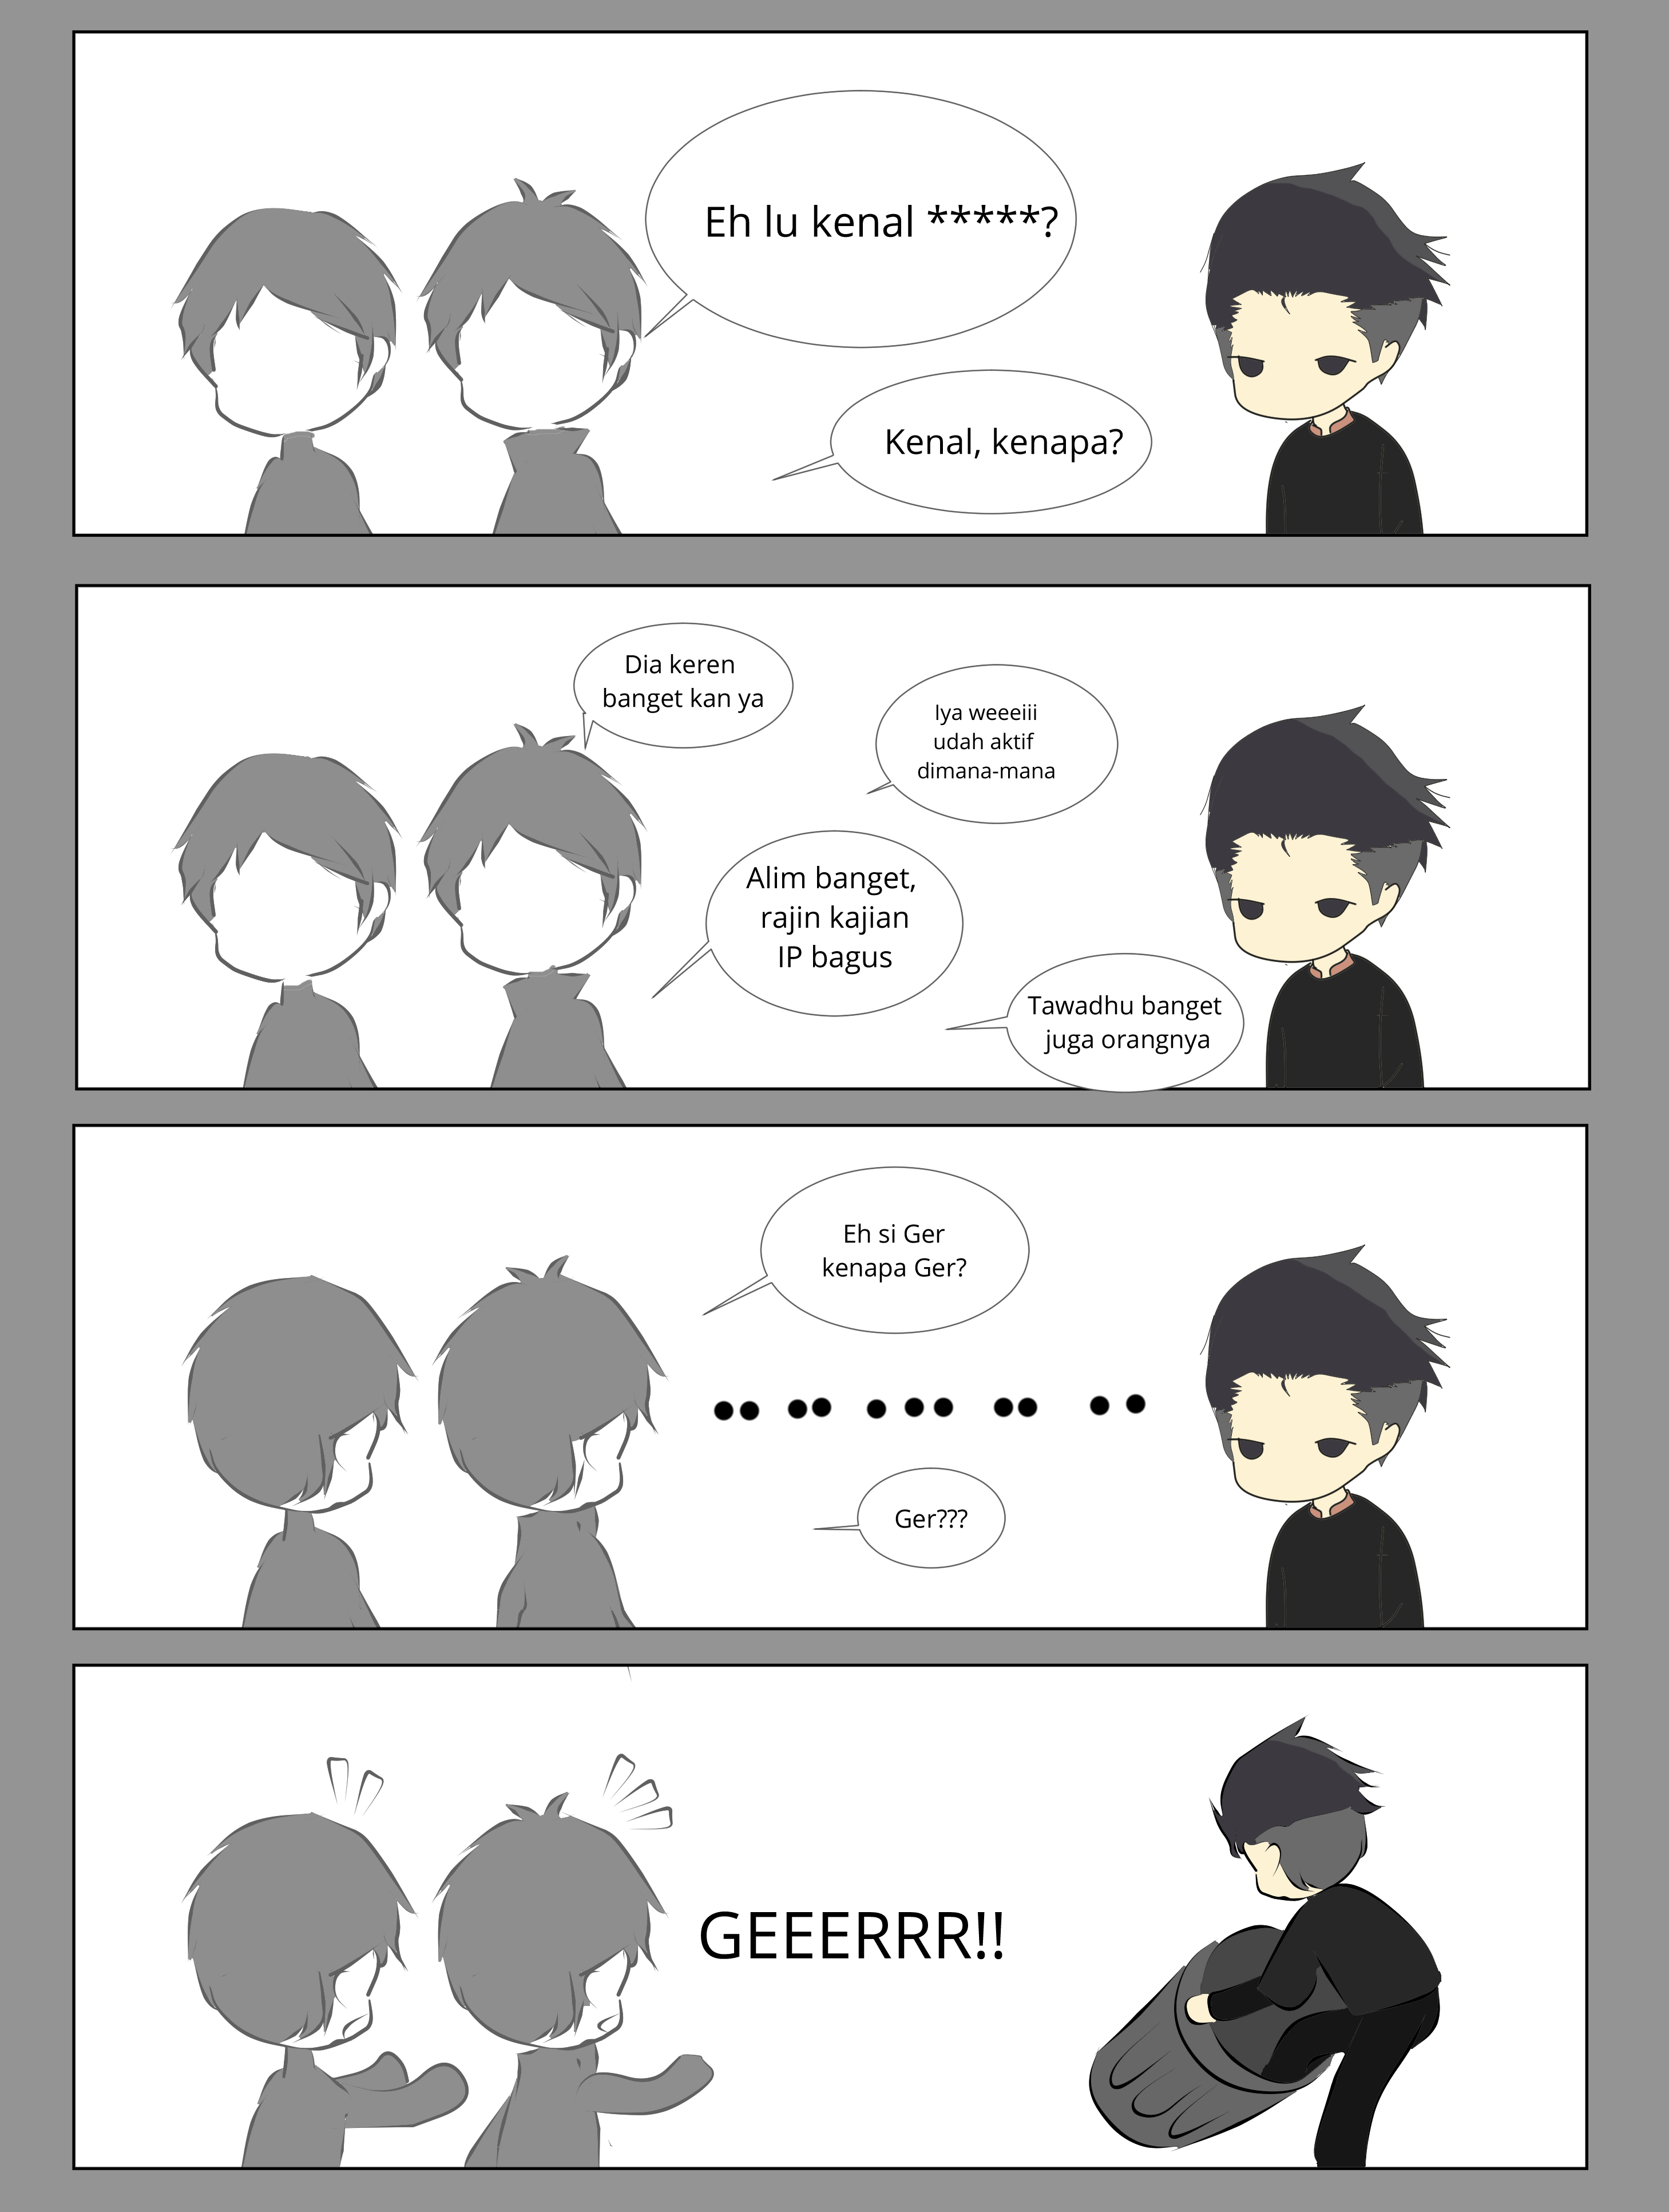 Eh lu kenal *****?
Kenal, kenapa?
Dia keren
banget kan ya
Iya weeeiii
udah aktif
dimana-mana
Alim banget,
rajin kajian
IP bagus
Tawadhu banget
juga orangnya
Eh si Ger
kenapa Ger?
Ger???
GEEERRR!!